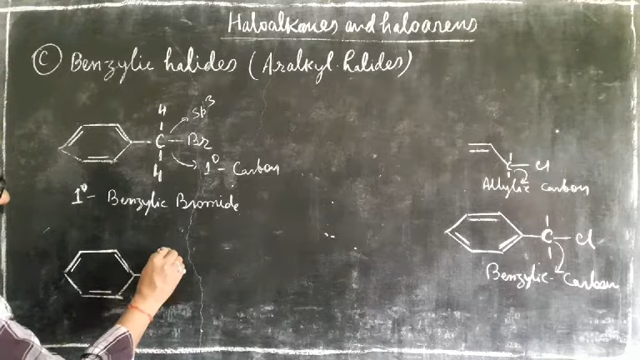 Haloalkanes and haloarens
(C) Benzylic halides (Aralkyl halides)
H
sp3
C - Br
H
1° - Carbon
1° - Benzylic Bromide
C - Cl
Allylic carbon
C - Cl
Benzylic - Carbon